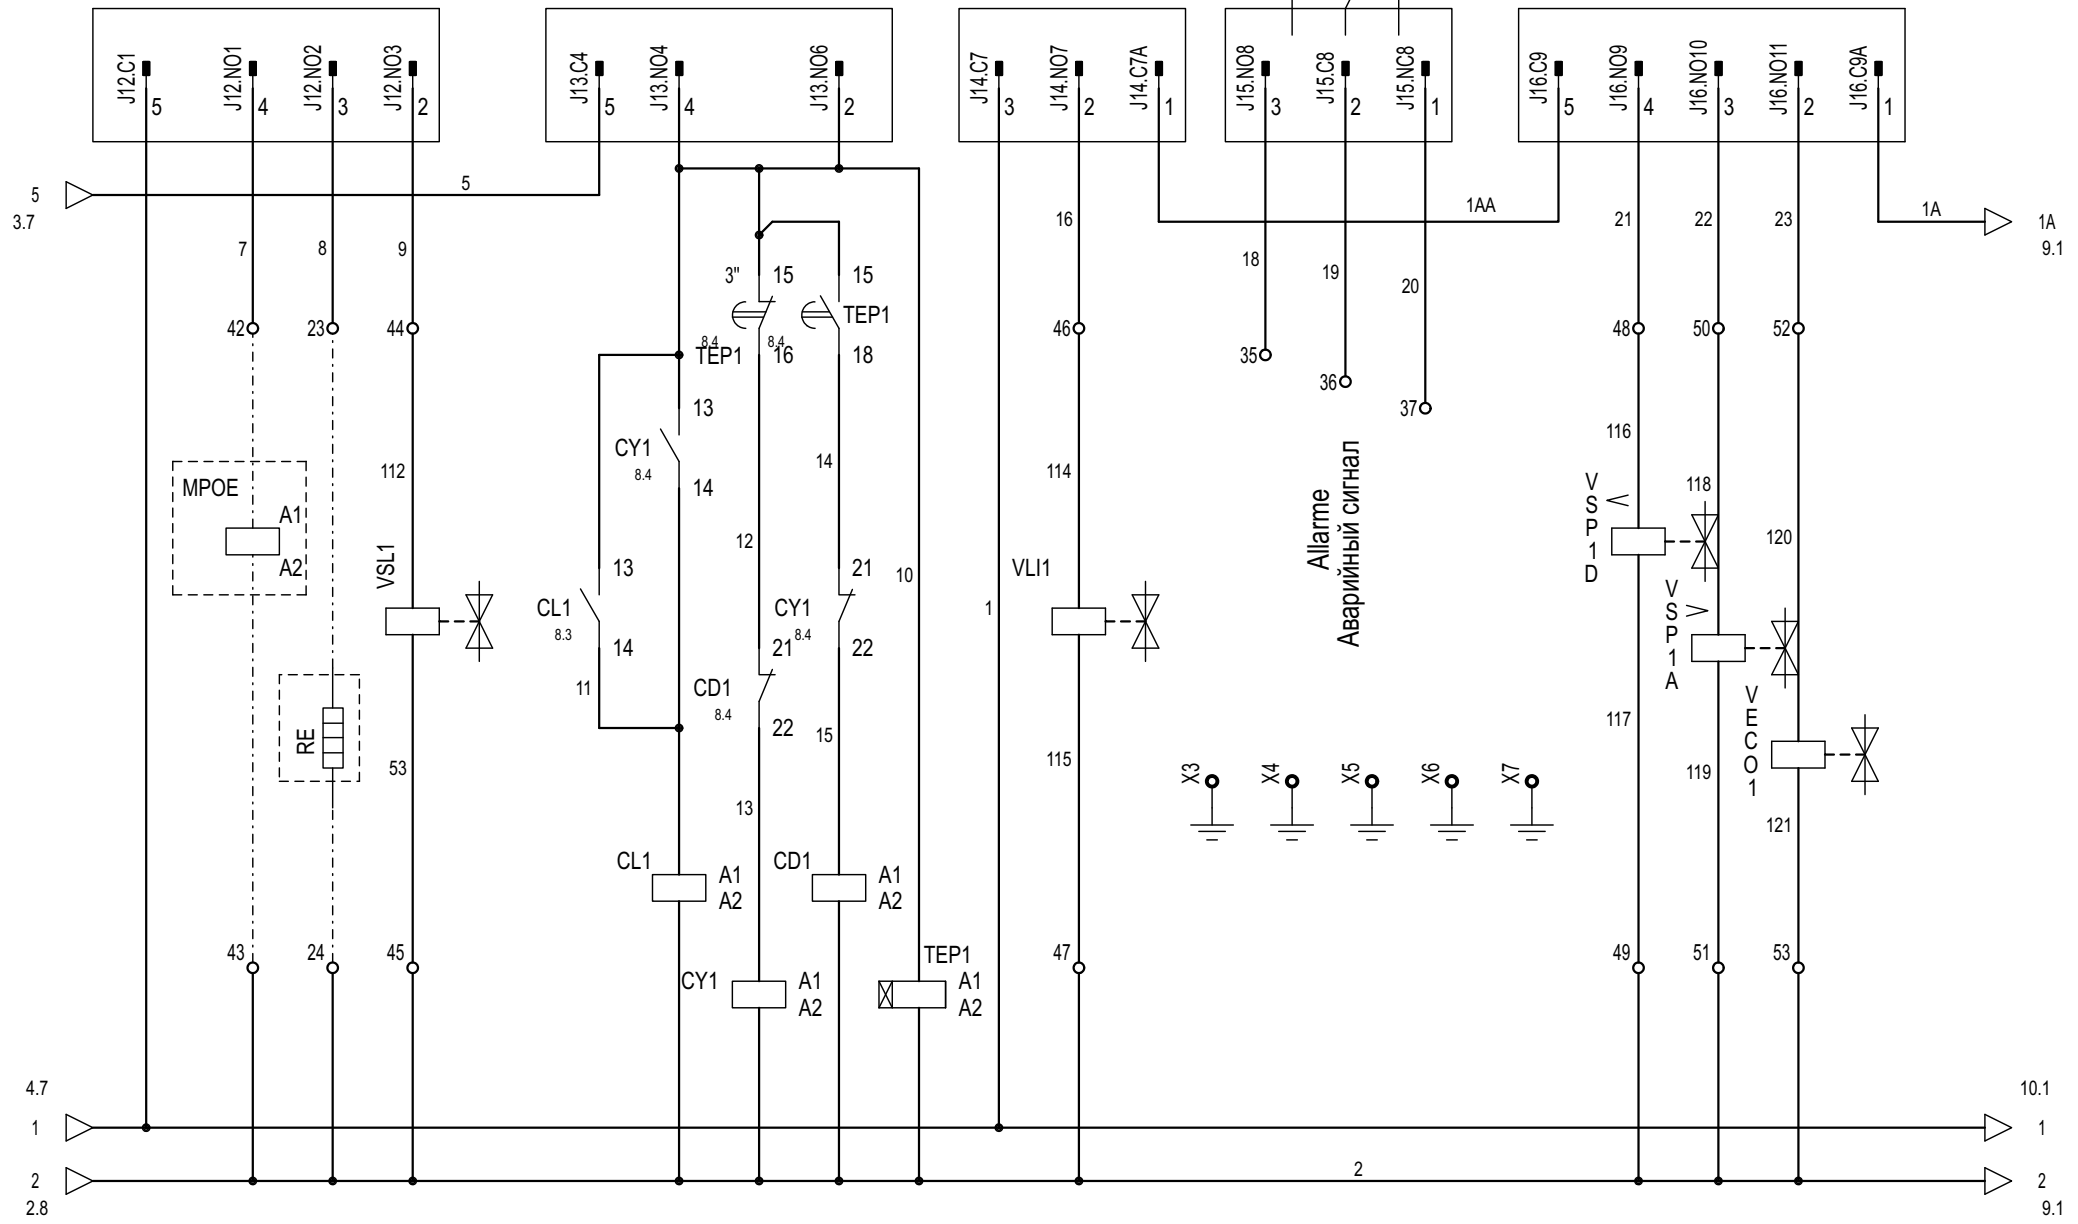 J12.C1 J12.NO1 J12.NO2 J12.NO3 J13.C4 J13.NO4 J13.NO6 J14.C7 J14.NO7 J14.C7A J15.NO8 J15.C8 J15.NC8 J16.C9 J16.NO9 J16.NO10 J16.NO11 J16.C9A
5 4 3 2 5 4 2 3 2 1 3 2 1 5 4 3 2 1
5 5 1AA 1A
3.7 16 21 22 23 1A
7 8 9 18 9.1
3" 15 15 19 20
42 23 44 TEP1 46 48 50 52
8.4 8.4
TEP1 16 18 35
36
13 37
CY1 14 116
8.4 112 114
MPOE 14 118
A1 12 120
A2 VSL1 13 21 10 VLI1
Allarme
Аварийный сигнал
VSP1D
VSP1A
VECO1
CL1 CY1 1
8.3 8.4
14 21 22
11 CD1
8.4
22 15 117
RE 53 115 119
X3 X4 X5 X6 X7
13 121
CL1 A1 CD1 A1
A2 A2
43 24 45 TEP1 47 49 51 53
CY1 A1 A1
A2 A2
4.7 10.1
1 1
2 2 2
2.8 9.1